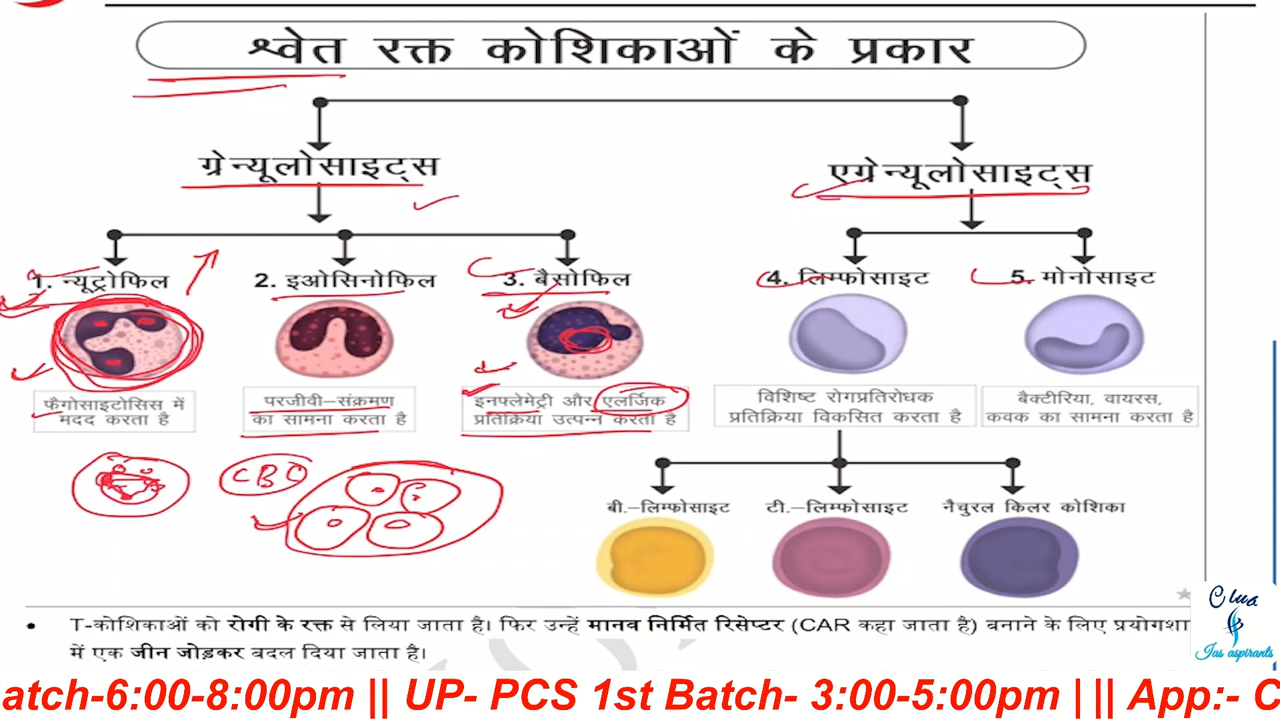 श्वेत रक्त कोशिकाओं के प्रकार
ग्रेन्यूलोसाइट्स
एग्रेन्यूलोसाइट्स
1. न्यूट्रोफिल
2. इओसिनोफिल
3. बैसोफिल
4. लिम्फोसाइट
5. मोनोसाइट
फैगोसाइटोसिस में
मदद करता है
परजीवी-संक्रमण
का सामना करता है
इनफ्लेमेट्री और एलर्जिक
प्रतिक्रिया उत्पन्न करता है
विशिष्ट रोगप्रतिरोधक
प्रतिक्रिया विकसित करता है
बैक्टीरिया, वायरस,
कवक का सामना करता है
CBC
बी.-लिम्फोसाइट
टी.-लिम्फोसाइट
नैचुरल किलर कोशिका
• T-कोशिकाओं को रोगी के रक्त से लिया जाता है। फिर उन्हें मानव निर्मित रिसेप्टर (CAR कहा जाता है) बनाने के लिए प्रयोगशा
में एक जीन जोड़कर बदल दिया जाता है।
Ias aspirants
atch-6:00-8:00pm || UP- PCS 1st Batch- 3:00-5:00pm | || App:- C